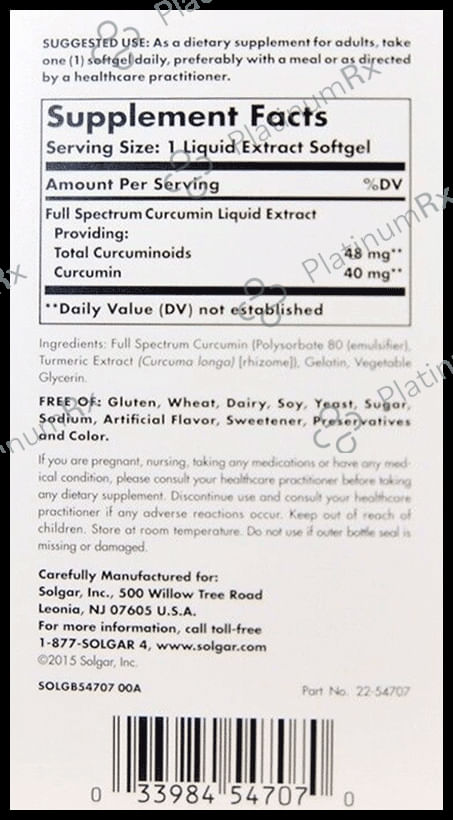 SUGGESTED USE: As a dietary supplement for adults, take
one (1) softgel daily, preferably with a meal or as directed
by a healthcare practitioner.
Supplement Facts
Serving Size: 1 Liquid Extract Softgel
Amount Per Serving %DV
Full Spectrum Curcumin Liquid Extract
Providing:
Total Curcuminoids 48 mg**
Curcumin 40 mg**
**Daily Value (DV) not established
Ingredients: Full Spectrum Curcumin (Polysorbate 80 (emulsifier),
Turmeric Extract (Curcuma longa) [rhizome]), Gelatin, Vegetable
Glycerin.
FREE OF: Gluten, Wheat, Dairy, Soy, Yeast, Sugar,
Sodium, Artificial Flavor, Sweetener, Preservatives
and Color.
If you are pregnant, nursing, taking any medications or have any med-
ical condition, please consult your healthcare practitioner before taking
any dietary supplement. Discontinue use and consult your healthcare
practitioner if any adverse reactions occur. Keep out of reach of
children. Store at room temperature. Do not use if outer bottle seal is
missing or damaged.
Carefully Manufactured for:
Solgar, Inc., 500 Willow Tree Road
Leonia, NJ 07605 U.S.A.
For more information, call toll-free
1-877-SOLGAR 4, www.solgar.com
©2015 Solgar, Inc.
SOLGB54707 00A Part No. 22-54707
0 33984 54707 0
PlatinumRx
PlatinumRx
PlatinumRx